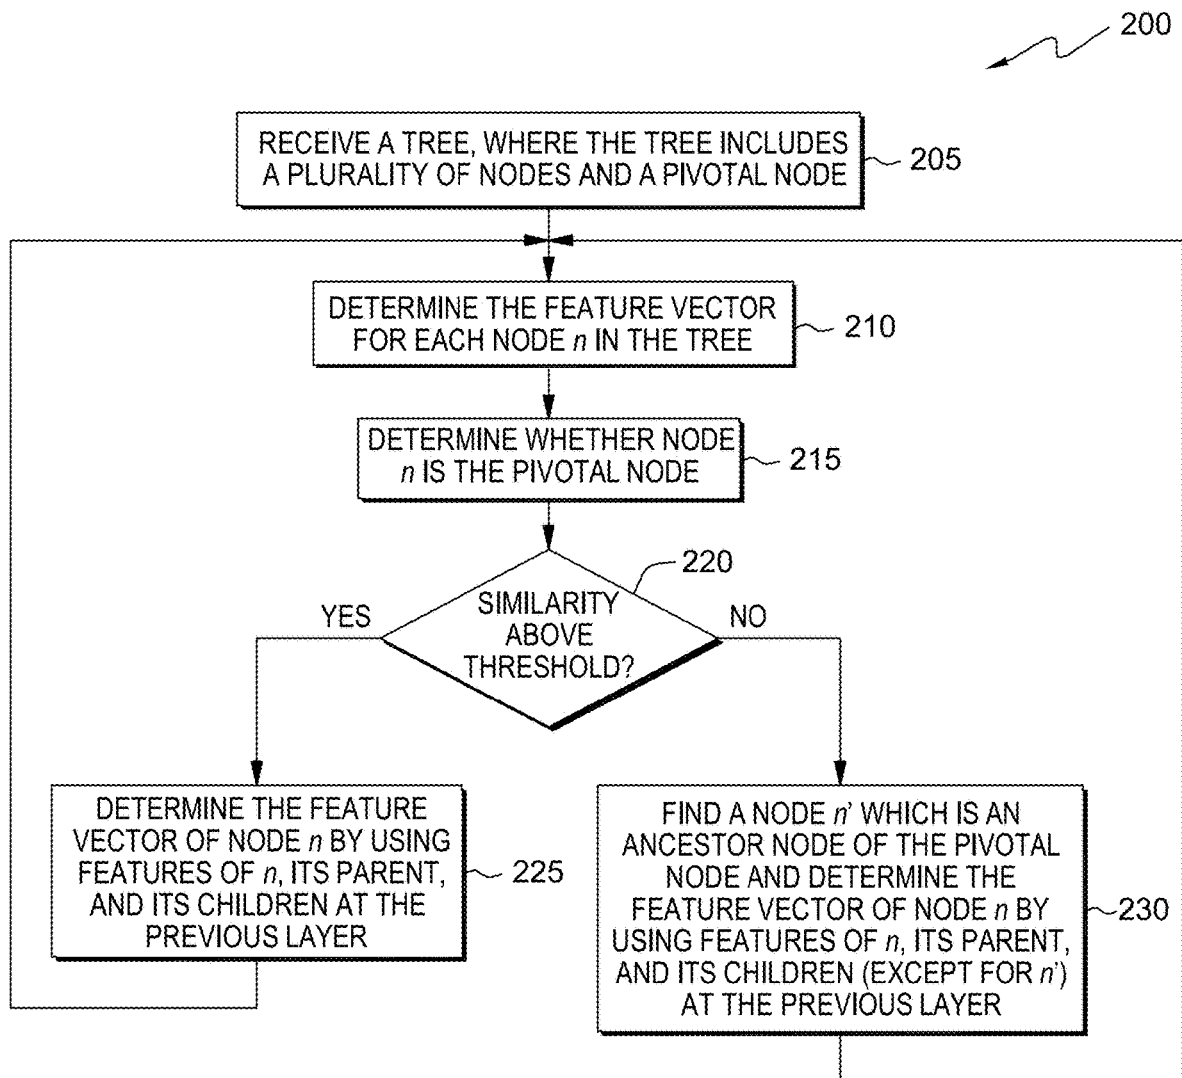 200
RECEIVE A TREE, WHERE THE TREE INCLUDES
A PLURALITY OF NODES AND A PIVOTAL NODE
205
DETERMINE THE FEATURE VECTOR
FOR EACH NODE n IN THE TREE
210
DETERMINE WHETHER NODE
n IS THE PIVOTAL NODE
215
220
SIMILARITY
ABOVE
THRESHOLD?
YES
NO
DETERMINE THE FEATURE
VECTOR OF NODE n BY USING
FEATURES OF n, ITS PARENT,
AND ITS CHILDREN AT THE
PREVIOUS LAYER
225
FIND A NODE n' WHICH IS AN
ANCESTOR NODE OF THE PIVOTAL
NODE AND DETERMINE THE
FEATURE VECTOR OF NODE n BY
USING FEATURES OF n, ITS PARENT,
AND ITS CHILDREN (EXCEPT FOR n')
AT THE PREVIOUS LAYER
230